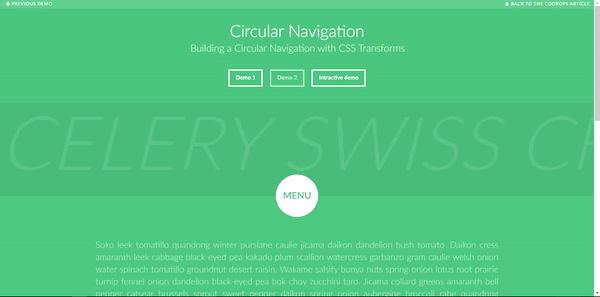 PREVIOUS DEMO
BACK TO THE CODROPS ARTICLE
Circular Navigation
Building a Circular Navigation with CSS Transforms
Demo 1
Demo 2
Intractive demo
CELERY SWISS
MENU
Soko leek tomatillo quandong winter purslane caulie jicama daikon dandelion bush tomato. Daikon cress
amaranth leek cabbage black-eyed pea kakadu plum scallion watercress garbanzo gram caulie welsh onion
water spinach tomatillo groundnut desert raisin. Wakame salsify bunya nuts spring onion lotus root prairie
turnip fennel onion dandelion black-eyed pea bok choy zucchini taro. Jicama collard greens amaranth bell
pepper catsear brussels sprout sweet pepper daikon spring onion aubergine broccoli rabe quandong